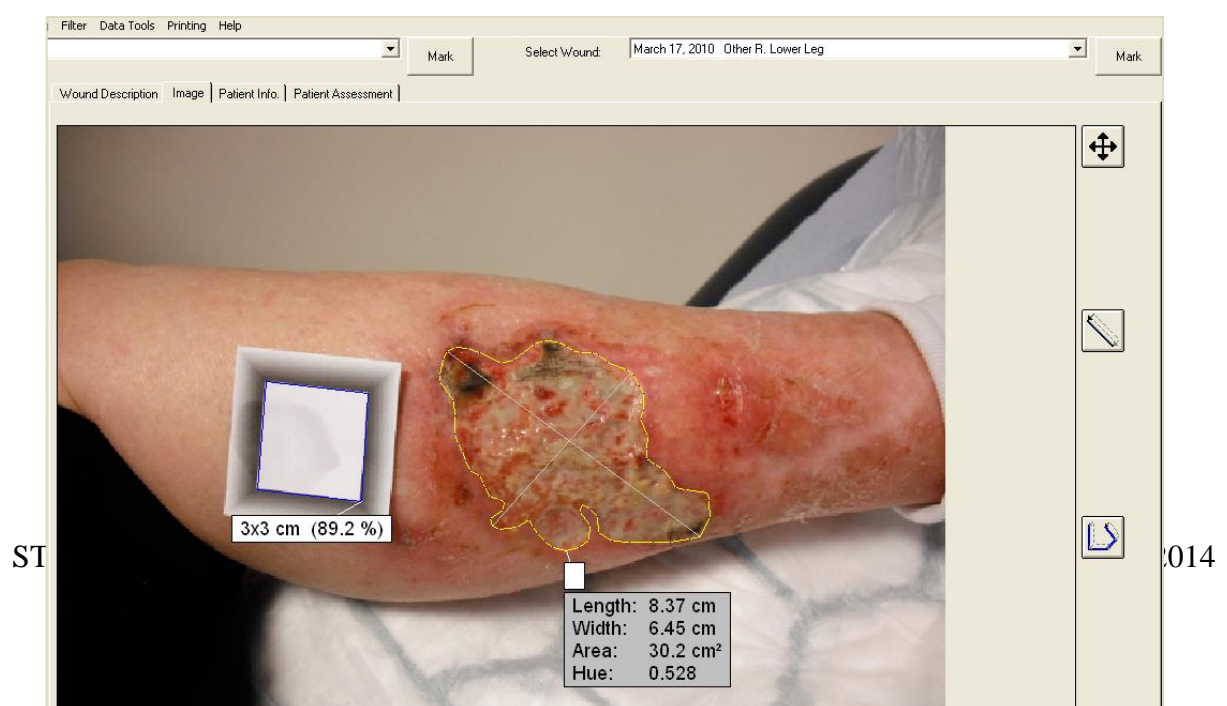 Filter Data Tools Printing Help
Mark
Select Wound:
March 17, 2010 Other R. Lower Leg
Mark
Wound Description
Image
Patient Info.
Patient Assessment
3x3 cm (89.2 %)
Length: 8.37 cm
Width: 6.45 cm
Area: 30.2 cm²
Hue: 0.528